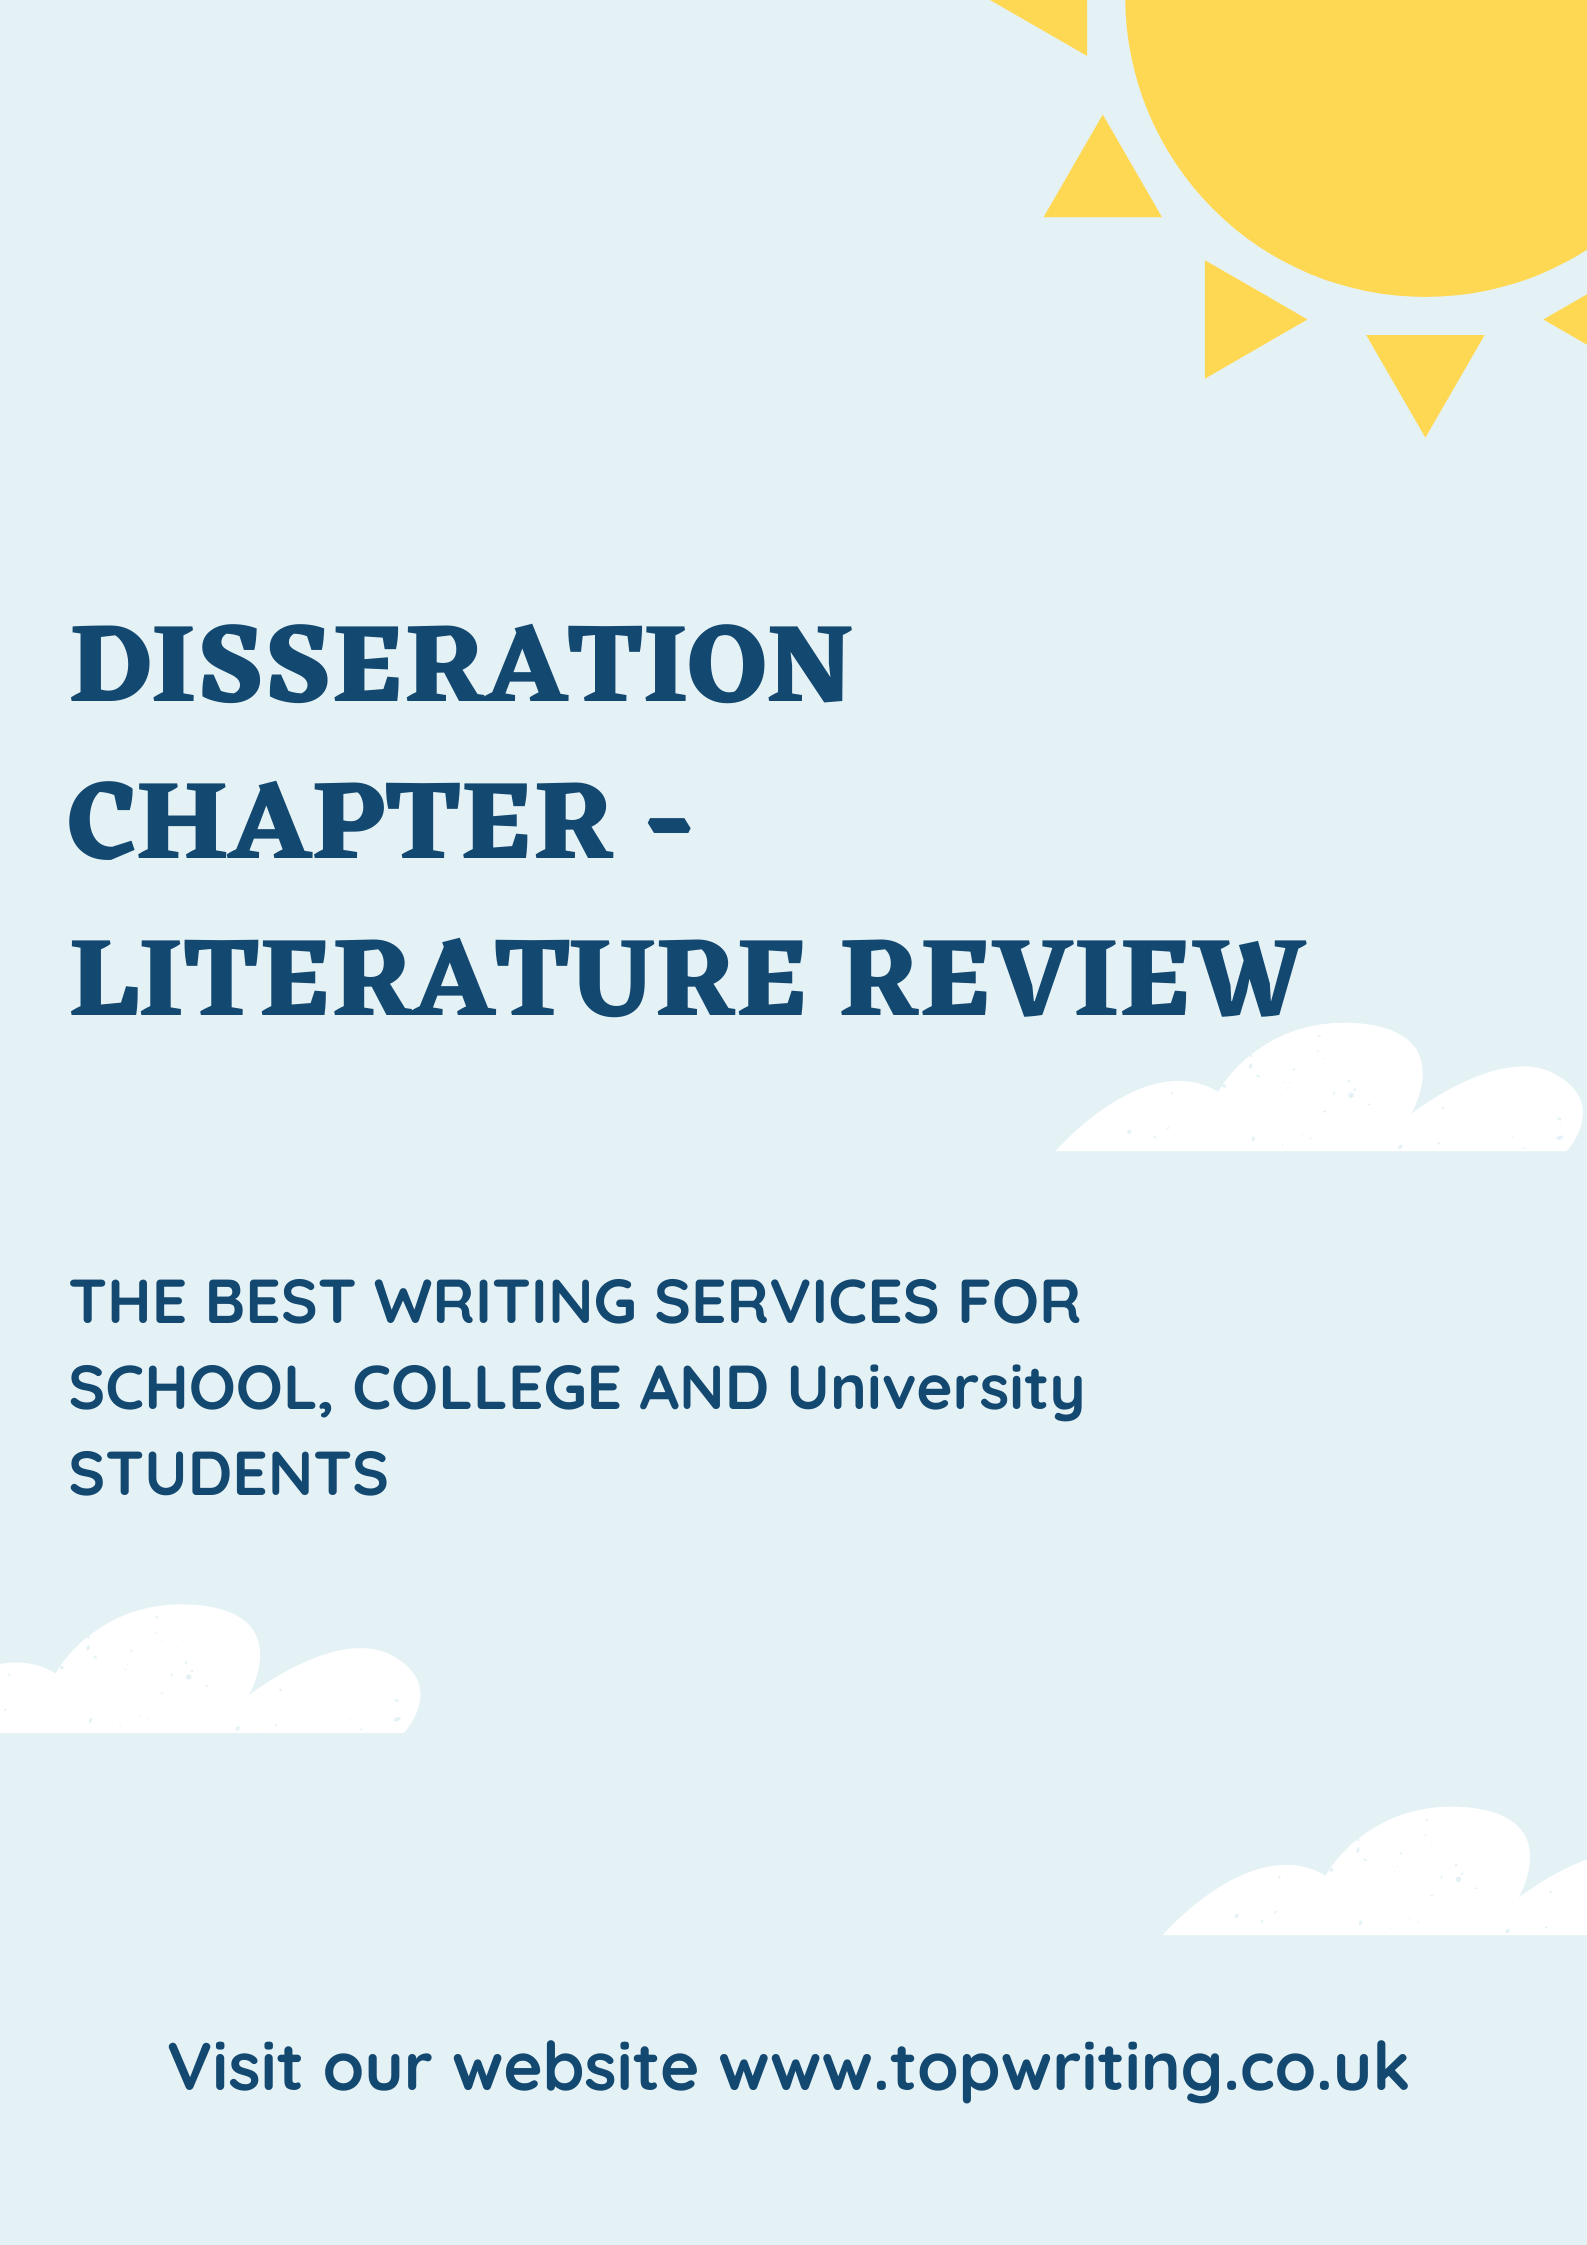 DISSERATION
CHAPTER -
LITERATURE REVIEW
THE BEST WRITING SERVICES FOR
SCHOOL, COLLEGE AND University
STUDENTS
Visit our website www.topwriting.co.uk